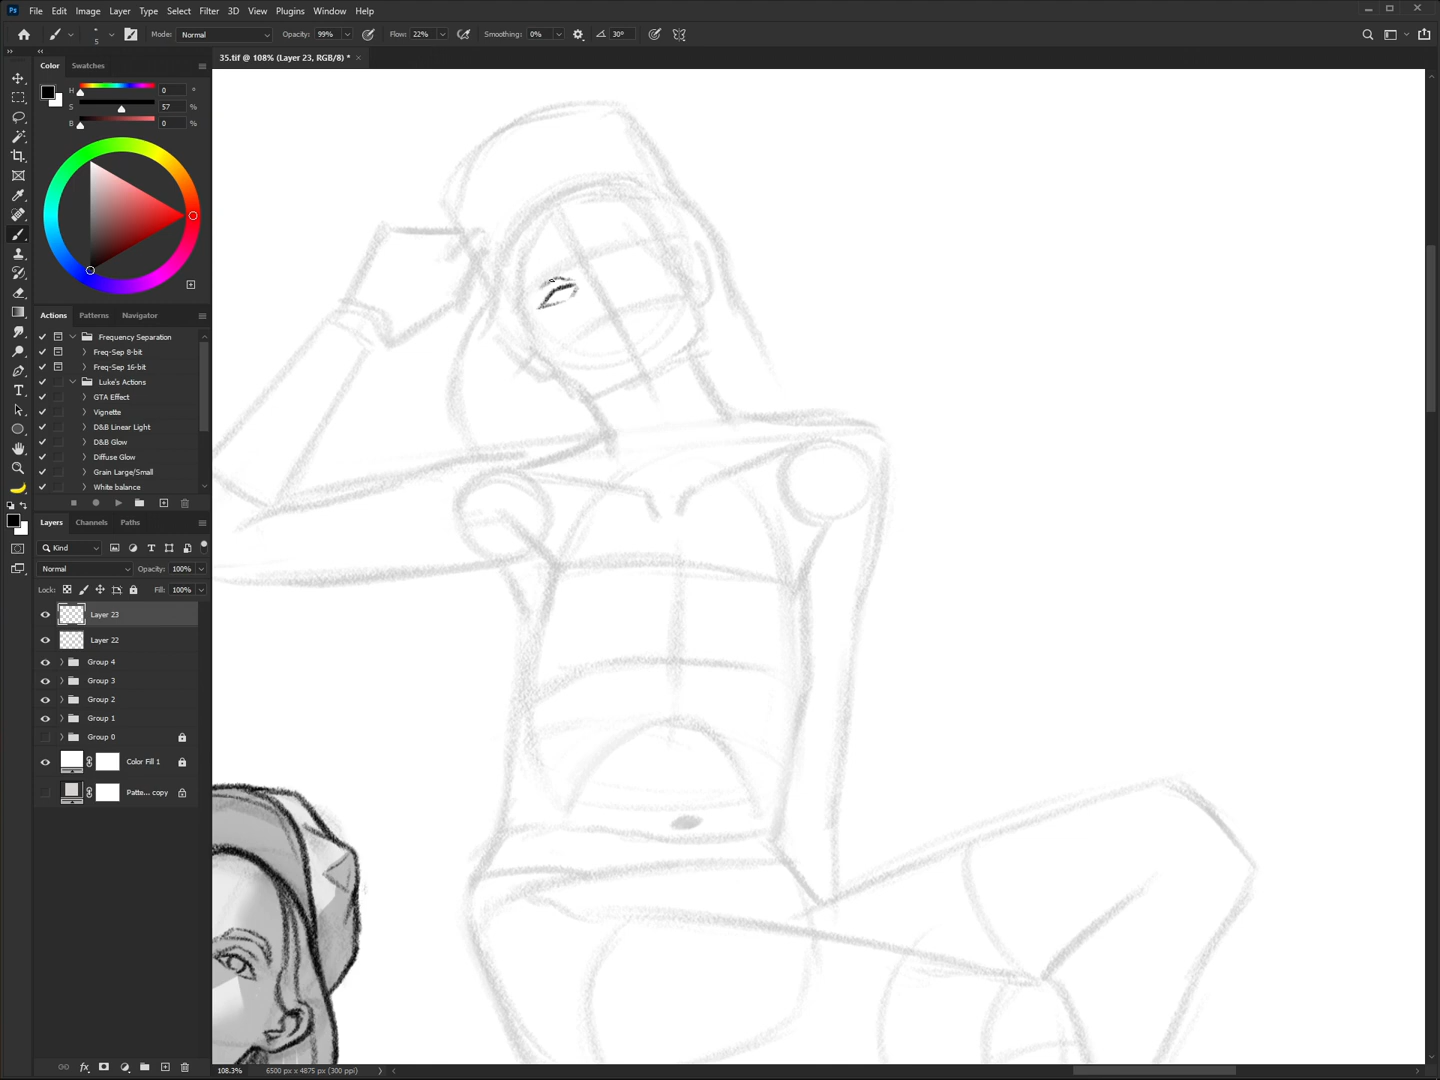 Ps File Edit Image Layer Type Select Filter 3D View Plugins Window Help
5 Mode: Normal Opacity: 99% Flow: 22% Smoothing: 0% 30°
35.tif @ 108% (Layer 23, RGB/8) *
Color Swatches
H 0 °
S 57 %
B 0 %
Actions Patterns Navigator
Frequency Separation
Freq-Sep 8-bit
Freq-Sep 16-bit
Luke's Actions
GTA Effect
Vignette
D&B Linear Light
D&B Glow
Diffuse Glow
Grain Large/Small
White balance
Layers Channels Paths
Kind
Normal Opacity: 100%
Lock: Fill: 100%
Layer 23
Layer 22
Group 4
Group 3
Group 2
Group 1
Group 0
Color Fill 1
Patte... copy
fx
108.3% 6500 px x 4875 px (300 ppi)